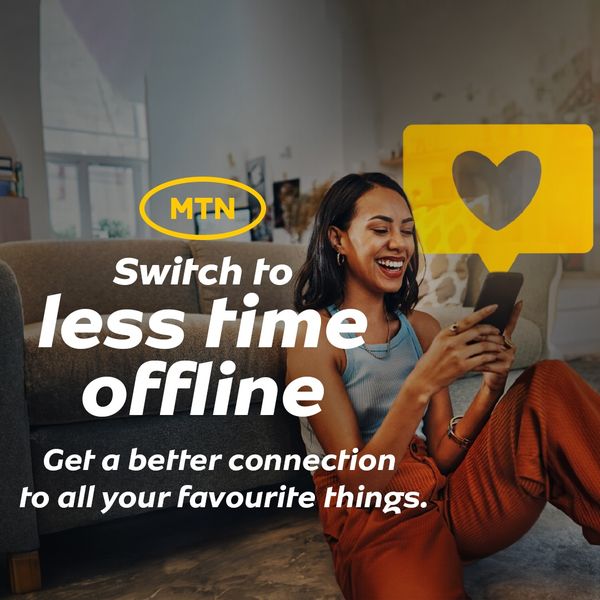 MTN
Switch to
less time
offline
Get a better connection
to all your favourite things.